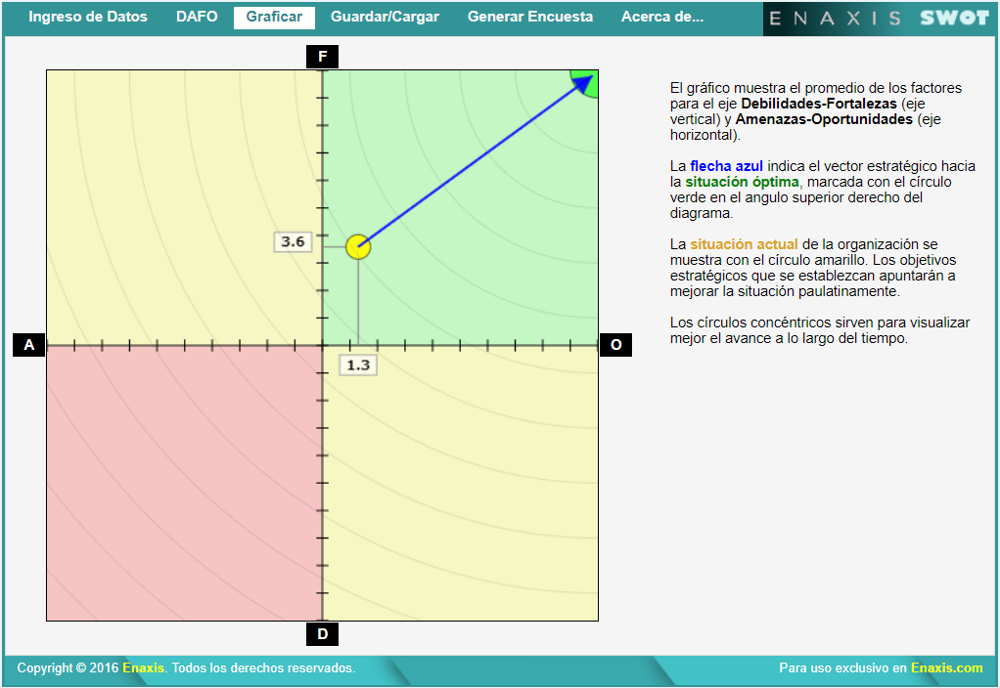 Ingreso de Datos DAFO Graficar Guardar/Cargar Generar Encuesta Acerca de... ENAXIS SWOT
F
El gráfico muestra el promedio de los factores
para el eje Debilidades-Fortalezas (eje
vertical) y Amenazas-Oportunidades (eje
horizontal).
La flecha azul indica el vector estratégico hacia
la situación óptima, marcada con el círculo
verde en el angulo superior derecho del
diagrama.
La situación actual de la organización se
muestra con el círculo amarillo. Los objetivos
estratégicos que se establezcan apuntarán a
mejorar la situación paulatinamente.
Los círculos concéntricos sirven para visualizar
mejor el avance a lo largo del tiempo.
3.6
A
O
1.3
D
Copyright © 2016 Enaxis. Todos los derechos reservados. Para uso exclusivo en Enaxis.com